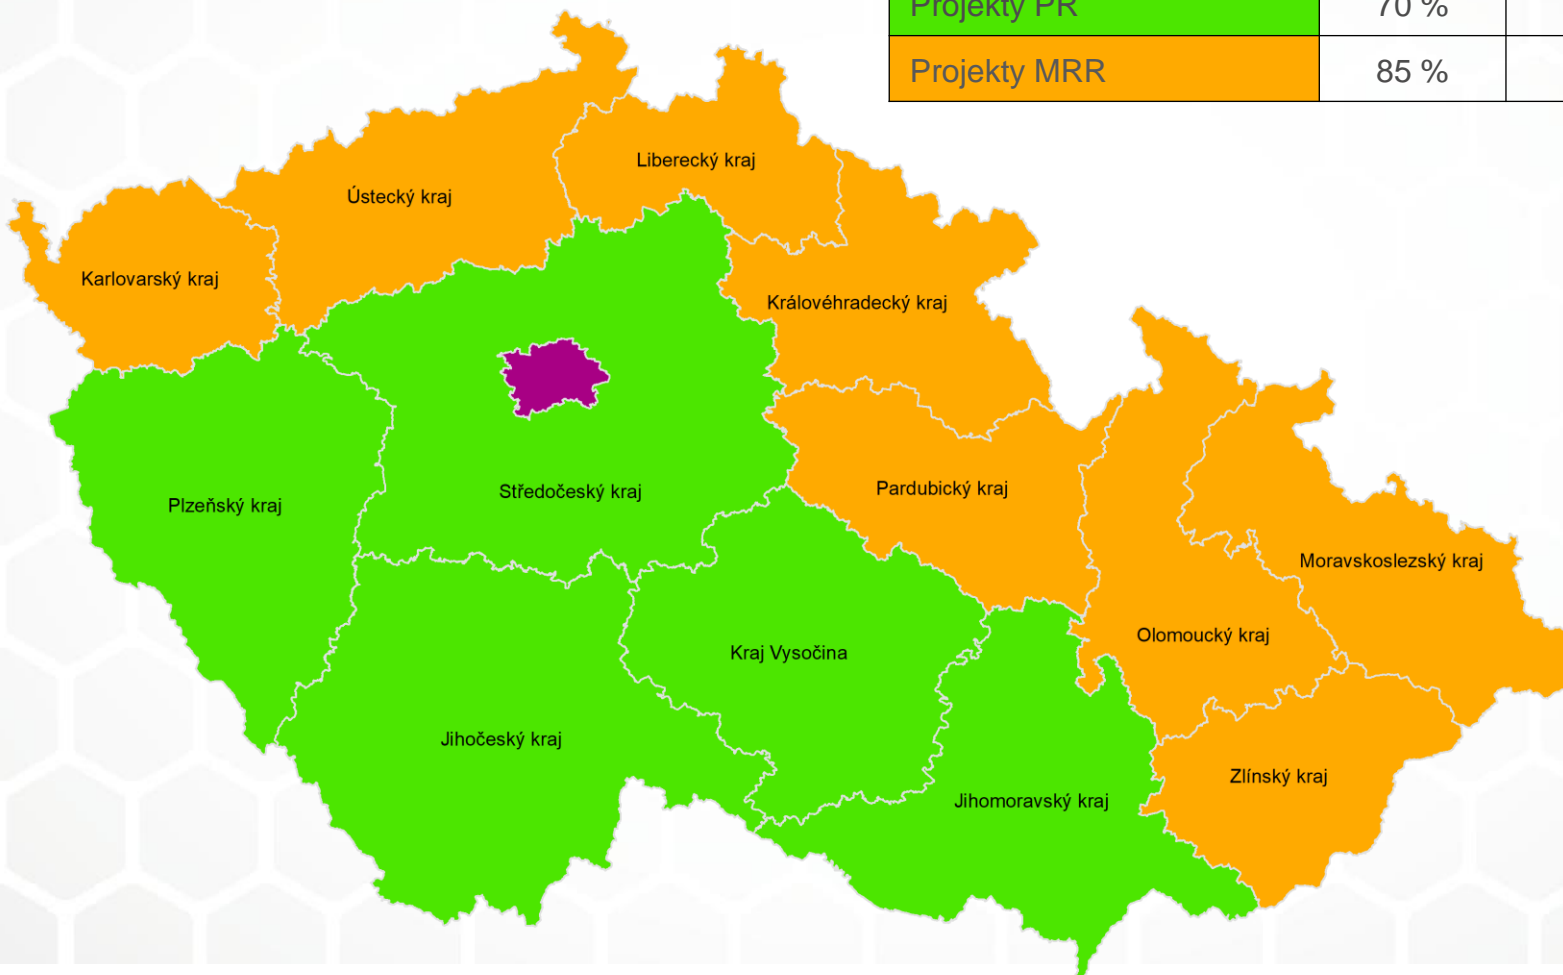 Projekty PR 70 %
Projekty MRR 85 %
Liberecký kraj
Ústecký kraj
Karlovarský kraj
Královéhradecký kraj
Pardubický kraj
Středočeský kraj
Plzeňský kraj
Moravskoslezský kraj
Olomoucký kraj
Kraj Vysočina
Jihočeský kraj
Zlínský kraj
Jihomoravský kraj